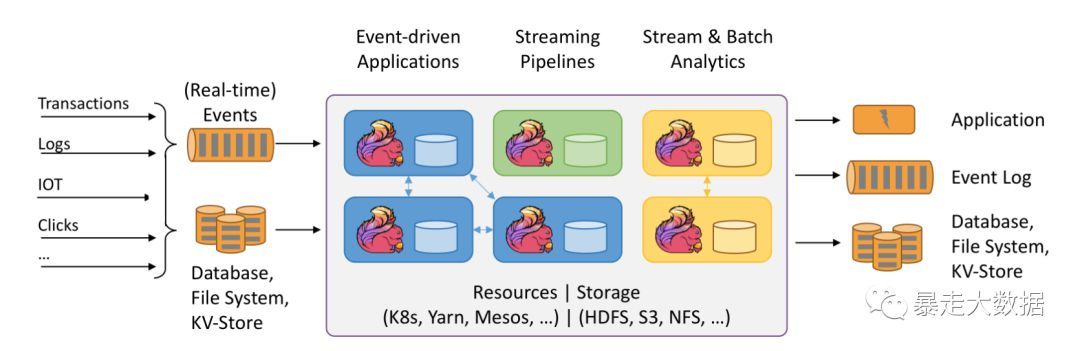 Event-driven
Applications
Streaming
Pipelines
Stream & Batch
Analytics
Transactions
Logs
IOT
Clicks
...
(Real-time)
Events
Database,
File System,
KV-Store
Resources | Storage
(K8s, Yarn, Mesos, ...) | (HDFS, S3, NFS, ...)
Application
Event Log
Database,
File System,
KV-Store
暴走大数据